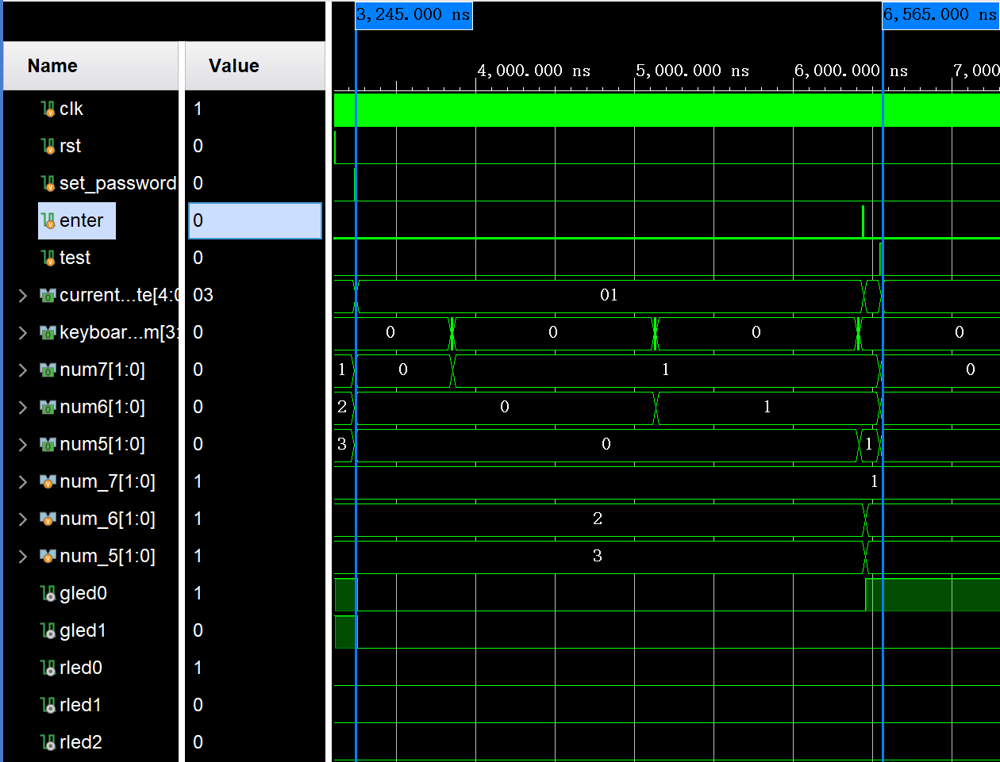 3,245.000 ns 6,565.000 ns
Name Value
4,000.000 ns 5,000.000 ns 6,000.000 ns 7,000
clk 1
rst 0
set_password 0
enter 0
test 0
current...te[4:0 03 01
keyboar...m[3: 0 0 0 0 0
num7[1:0] 0 1 0 1 0
num6[1:0] 0 2 0 1
num5[1:0] 0 3 0 1
num_7[1:0] 1 1
num_6[1:0] 1 2
num_5[1:0] 1 3
gled0 1
gled1 0
rled0 1
rled1 0
rled2 0